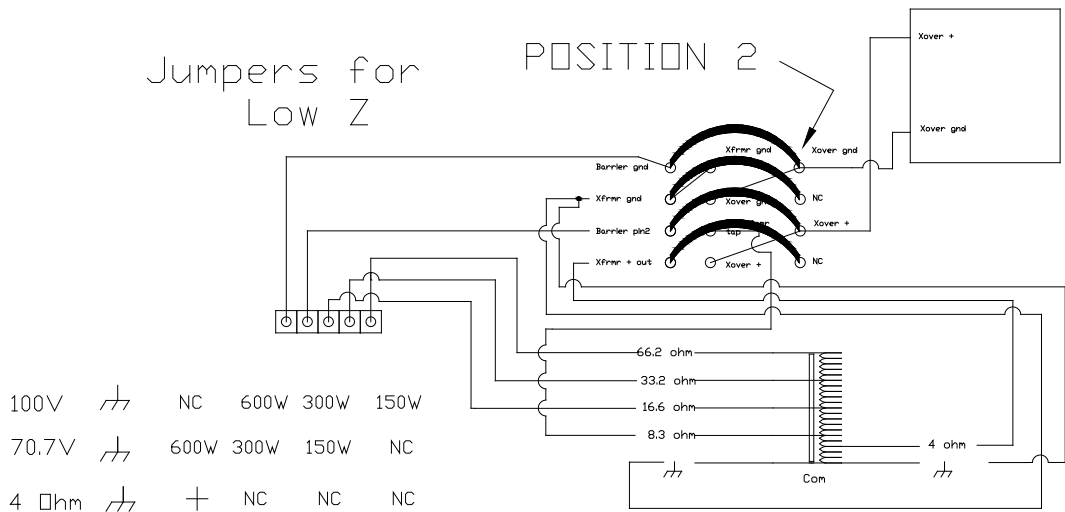 Jumpers for
Low Z
POSITION 2
Xover +
Xover gnd
Xfrmr gnd
Xover gnd
Barrier gnd
Xfrmr gnd
NC
Barrier pin2
tap
Xover +
Xfrmr + out
Xover +
NC
66.2 ohm
33.2 ohm
16.6 ohm
8.3 ohm
4 ohm
Com
100V NC 600W 300W 150W
70.7V 600W 300W 150W NC
4 Ohm + NC NC NC